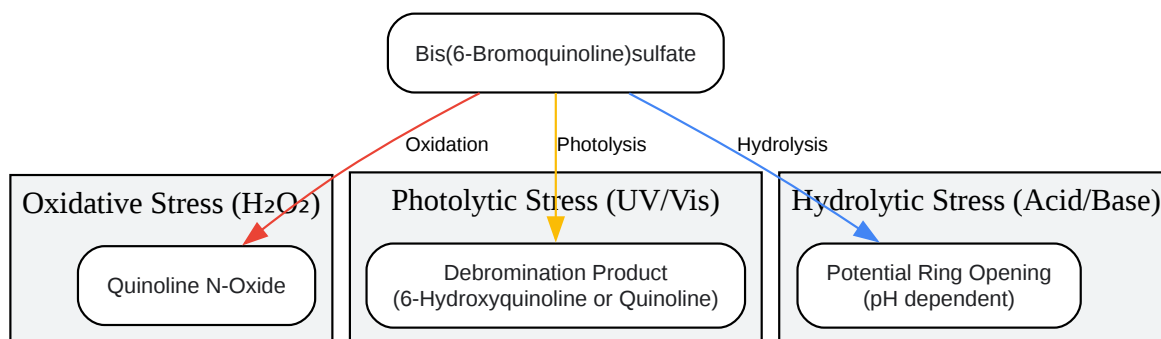 Bis(6-Bromoquinoline)sulfate
Oxidation
Photolysis
Hydrolysis
Oxidative Stress (H₂O₂)
Photolytic Stress (UV/Vis)
Hydrolytic Stress (Acid/Base)
Quinoline N-Oxide
Debromination Product
(6-Hydroxyquinoline or Quinoline)
Potential Ring Opening
(pH dependent)